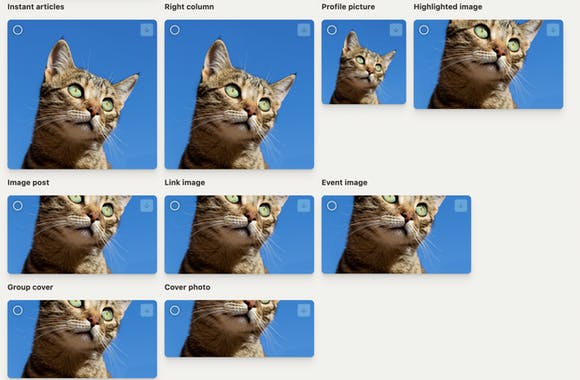 Instant articles
Right column
Profile picture
Highlighted image
Image post
Link image
Event image
Group cover
Cover photo